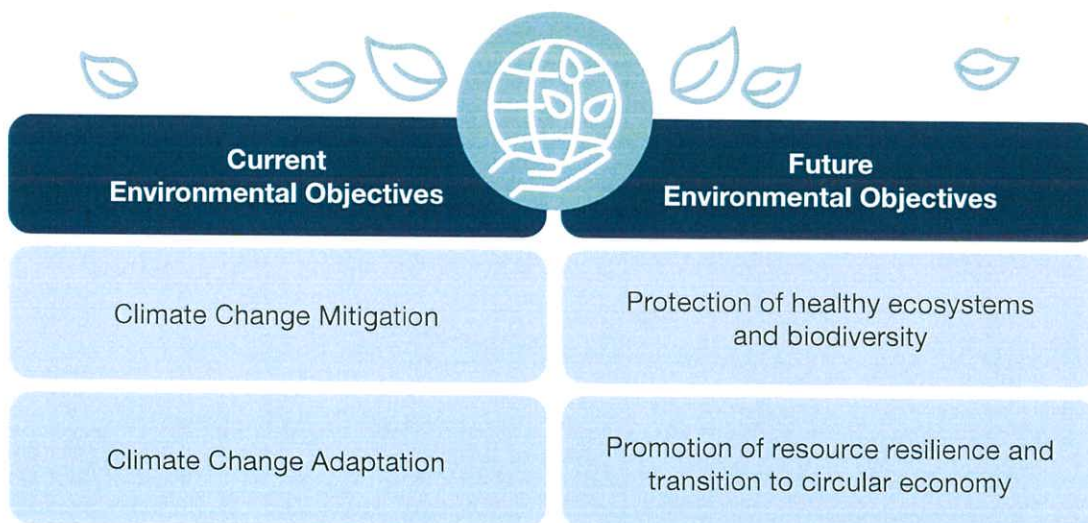 Current
Environmental Objectives
Future
Environmental Objectives
Climate Change Mitigation
Protection of healthy ecosystems
and biodiversity
Climate Change Adaptation
Promotion of resource resilience and
transition to circular economy